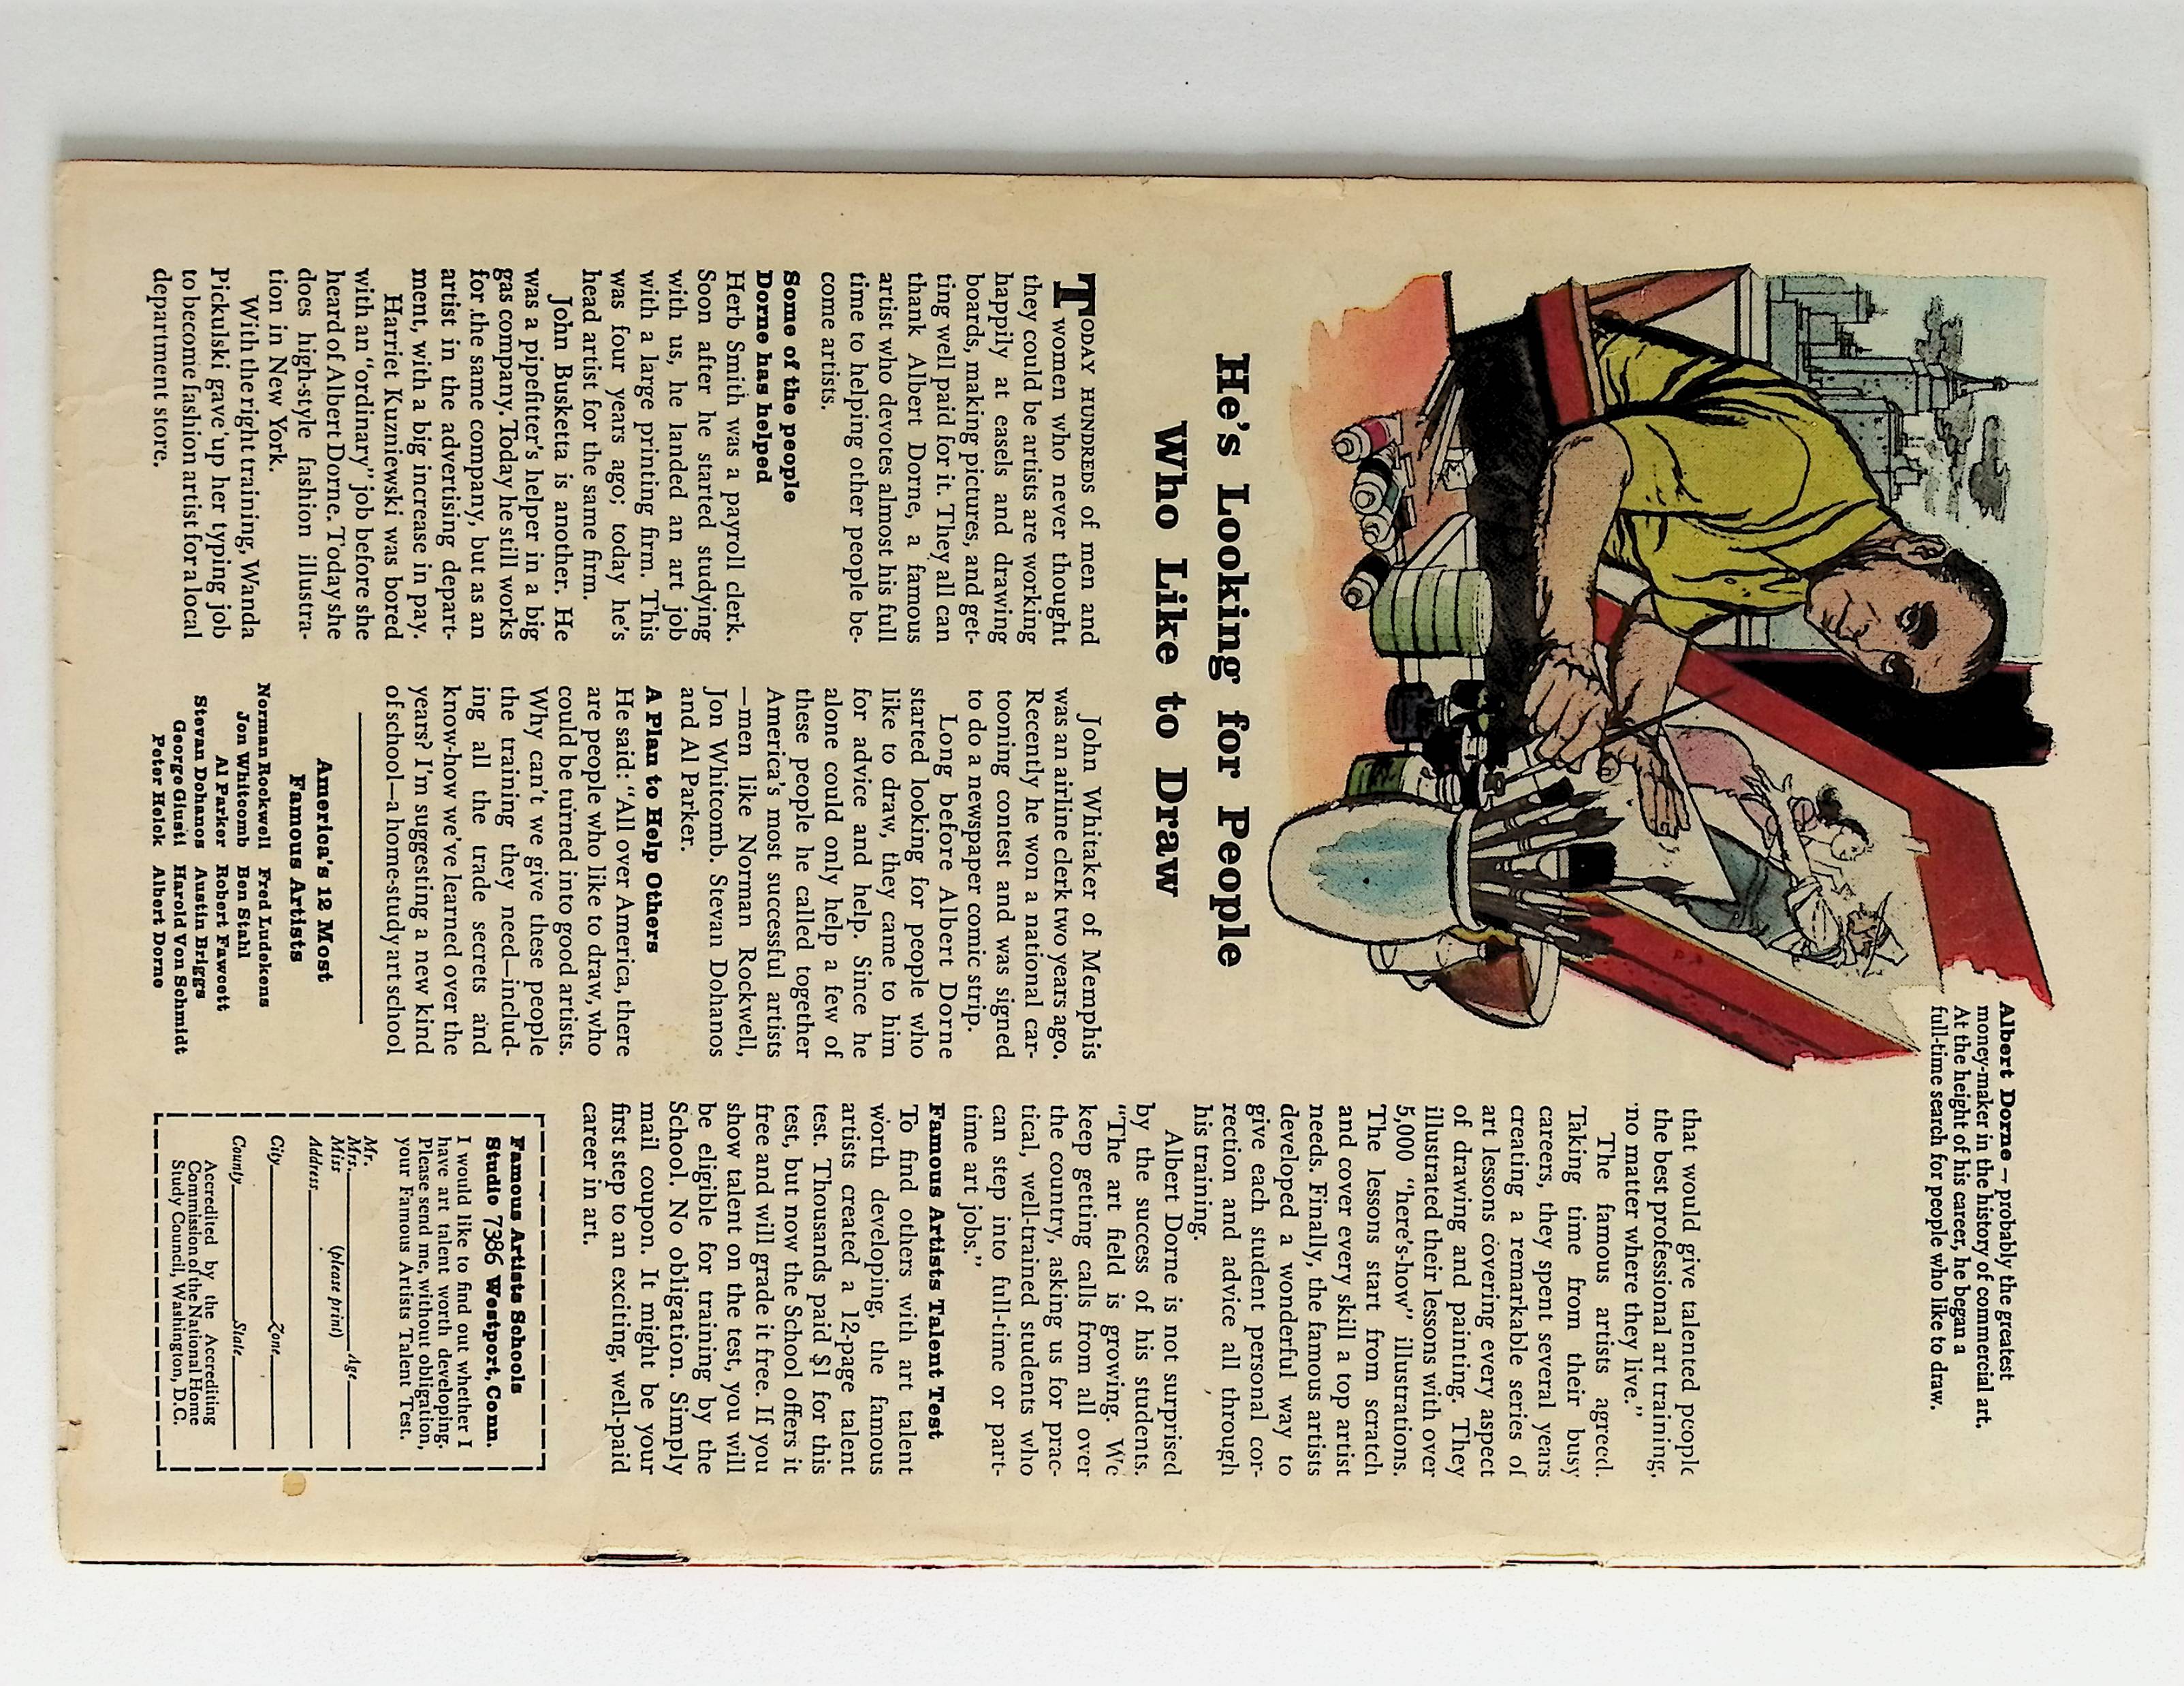 Albert Dorne – probably the greatest
money-maker in the history of commercial art.
At the height of his career, he began a
full-time search for people who like to draw.
He's Looking for People
Who Like to Draw
TODAY HUNDREDS of men and
women who never thought
they could be artists are working
happily at easels and drawing
boards, making pictures, and get-
ting well paid for it. They all can
thank Albert Dorne, a famous
artist who devotes almost his full
time to helping other people be-
come artists.
Some of the people
Dorne has helped
Herb Smith was a payroll clerk.
Soon after he started studying
with us, he landed an art job
with a large printing firm. This
was four years ago; today he's
head artist for the same firm.
John Busketta is another. He
was a pipefitter's helper in a big
gas company. Today he still works
for the same company, but as an
artist in the advertising depart-
ment, with a big increase in pay.
Harriet Kuzniewski was bored
with an "ordinary" job before she
heard of Albert Dorne. Today she
does high-style fashion illustra-
tion in New York.
With the right training, Wanda
Pickulski gave up her typing job
to become fashion artist for a local
department store.
John Whitaker of Memphis
was an airline clerk two years ago.
Recently he won a national car-
tooning contest and was signed
to do a newspaper comic strip.
Long before Albert Dorne
started looking for people who
like to draw, they came to him
for advice and help. Since he
alone could only help a few of
these people he called together
America's most successful artists
—men like Norman Rockwell,
Jon Whitcomb. Stevan Dohanos
and Al Parker.
A Plan to Help Others
He said: "All over America, there
are people who like to draw, who
could be turned into good artists.
Why can't we give these people
the training they need—includ-
ing all the trade secrets and
know-how we've learned over the
years? I'm suggesting a new kind
of school—a home-study art school
America's 12 Most
Famous Artists
Norman Rockwell Fred Ludekens
Jon Whitcomb Ben Stahl
Al Parker Robert Fawcett
Stevan Dohanos Austin Briggs
George Giusti Harold Von Schmidt
Peter Helck Albert Dorne
that would give talented people
the best professional art training,
no matter where they live."
The famous artists agreed.
Taking time from their busy
careers, they spent several years
creating a remarkable series of
art lessons covering every aspect
of drawing and painting. They
illustrated their lessons with over
5,000 "here's-how" illustrations.
The lessons start from scratch
and cover every skill a top artist
needs. Finally, the famous artists
developed a wonderful way to
give each student personal cor-
rection and advice all through
his training.
Albert Dorne is not surprised
by the success of his students.
"The art field is growing. We
keep getting calls from all over
the country, asking us for prac-
tical, well-trained students who
can step into full-time or part-
time art jobs."
Famous Artists Talent Test
To find others with art talent
worth developing, the famous
artists created a 12-page talent
test. Thousands paid $1 for this
test, but now the School offers it
free and will grade it free. If you
show talent on the test, you will
be eligible for training by the
School. No obligation. Simply
mail coupon. It might be your
first step to an exciting, well-paid
career in art.
Famous Artists Schools
Studio 7386 Westport, Conn.
I would like to find out whether I
have art talent worth developing.
Please send me, without obligation,
your Famous Artists Talent Test.
Mr.
Mrs. Age
Miss (please print)
Address
City Zone
County State
Accredited by the Accrediting
Commission of the National Home
Study Council, Washington, D.C.